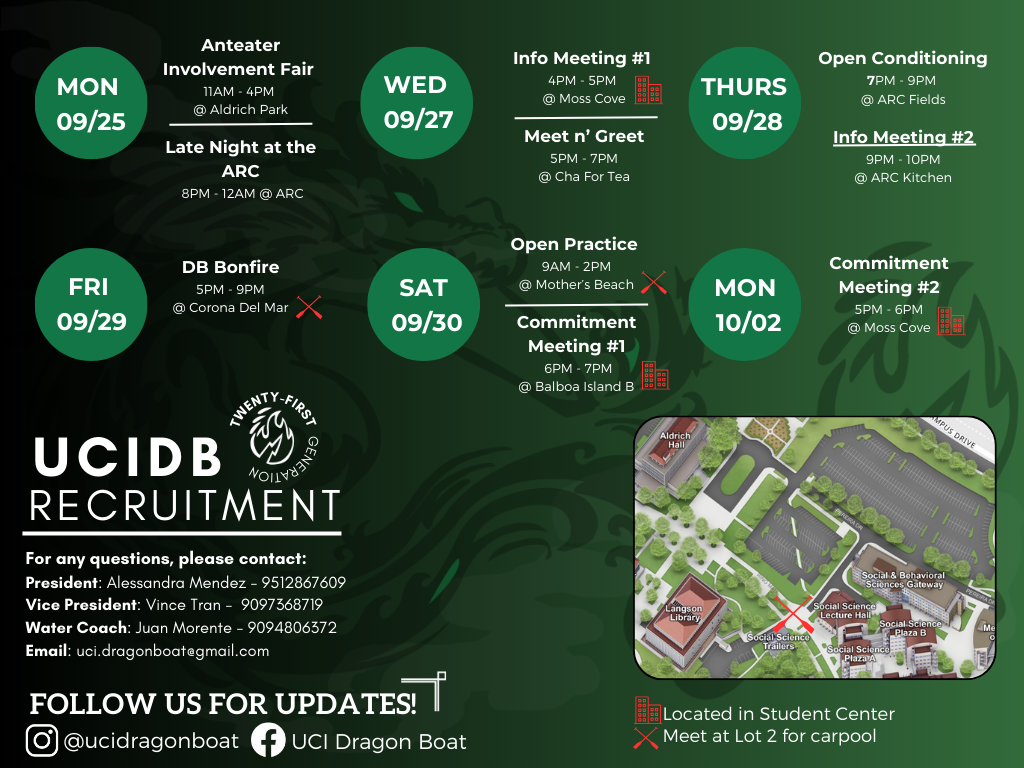 MON
09/25
Anteater
Involvement Fair
11AM - 4PM
@ Aldrich Park
Late Night at the
ARC
8PM - 12AM @ ARC
WED
09/27
Info Meeting #1
4PM - 5PM
@ Moss Cove
Meet n’ Greet
5PM - 7PM
@ Cha For Tea
THURS
09/28
Open Conditioning
7PM - 9PM
@ ARC Fields
Info Meeting #2
9PM - 10PM
@ ARC Kitchen
FRI
09/29
DB Bonfire
5PM - 9PM
@ Corona Del Mar
SAT
09/30
Open Practice
9AM - 2PM
@ Mother's Beach
Commitment
Meeting #1
6PM - 7PM
@ Balboa Island B
MON
10/02
Commitment
Meeting #2
5PM - 6PM
@ Moss Cove
UCIDB
TWENTY-FIRST
GENERATION
RECRUITMENT
For any questions, please contact:
President: Alessandra Mendez - 9512867609
Vice President: Vince Tran - 9097368719
Water Coach: Juan Morente - 9094806372
Email: uci.dragonboat@gmail.com
FOLLOW US FOR UPDATES!
@ucidragonboat
UCI Dragon Boat
Aldrich
Hall
MPUS DRIVE
PEREIRA DR
Social & Behavioral
Sciences Gateway
PEREIRA DR
Langson
Library
Social Science
Lecture Hall
Social Science
Plaza B
Social Science
Trailers
Social Science
Plaza A
Located in Student Center
Meet at Lot 2 for carpool